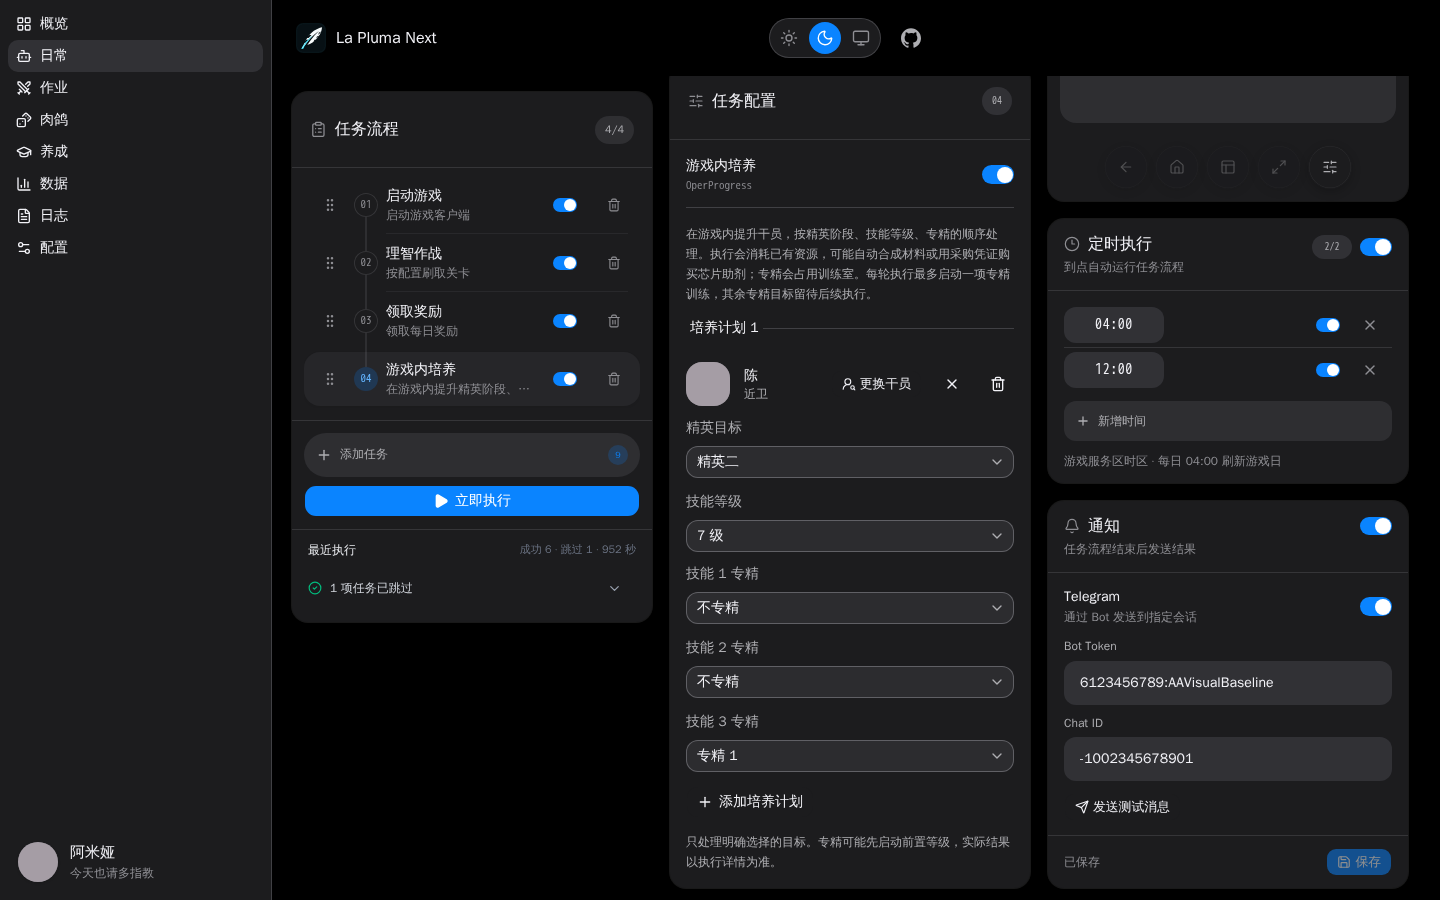 概览
日常
作业
肉鸽
养成
数据
日志
配置
阿米娅
今天也请多指教
La Pluma Next
任务流程
4/4
01
启动游戏
启动游戏客户端
02
理智作战
按配置刷取关卡
03
领取奖励
领取每日奖励
04
游戏内培养
在游戏内提升精英阶段、…
添加任务
9
立即执行
最近执行
成功 6 · 跳过 1 · 952 秒
1 项任务已跳过
任务配置
04
游戏内培养
OperProgress
在游戏内提升干员，按精英阶段、技能等级、专精的顺序处
理。执行会消耗已有资源，可能自动合成材料或用采购凭证购
买芯片助剂；专精会占用训练室。每轮执行最多启动一项专精
训练，其余专精目标留待后续执行。
培养计划 1
陈
近卫
更换干员
精英目标
精英二
技能等级
7 级
技能 1 专精
不专精
技能 2 专精
不专精
技能 3 专精
专精 1
添加培养计划
只处理明确选择的目标。专精可能先启动前置等级，实际结果
以执行详情为准。
定时执行
2/2
到点自动运行任务流程
04:00
12:00
新增时间
游戏服务区时区 · 每日 04:00 刷新游戏日
通知
任务流程结束后发送结果
Telegram
通过 Bot 发送到指定会话
Bot Token
6123456789:AAVisualBaseline
Chat ID
-1002345678901
发送测试消息
已保存
保存